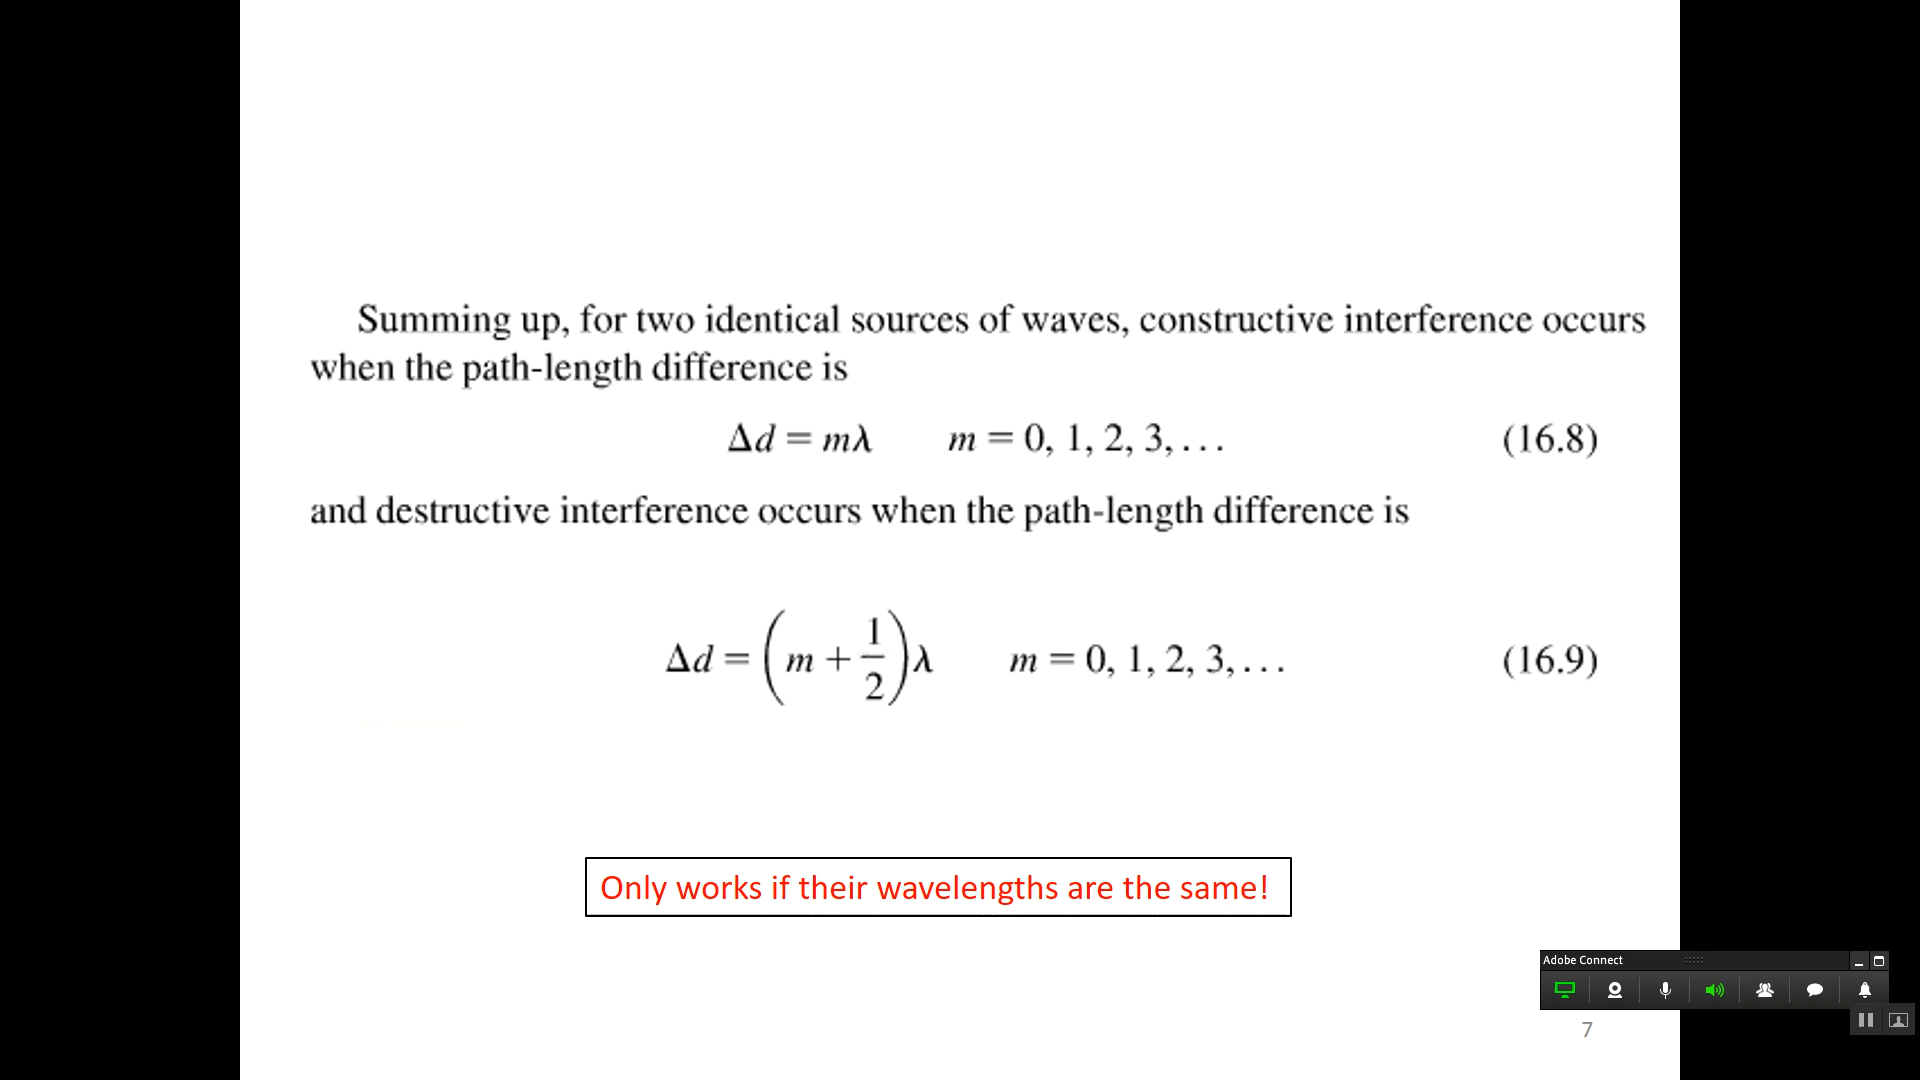 Summing up, for two identical sources of waves, constructive interference occurs
when the path-length difference is
Δd = mλ m = 0, 1, 2, 3, . . . (16.8)
and destructive interference occurs when the path-length difference is
Δd = (m + 1/2)λ m = 0, 1, 2, 3, . . . (16.9)
Only works if their wavelengths are the same!
Adobe Connect
7